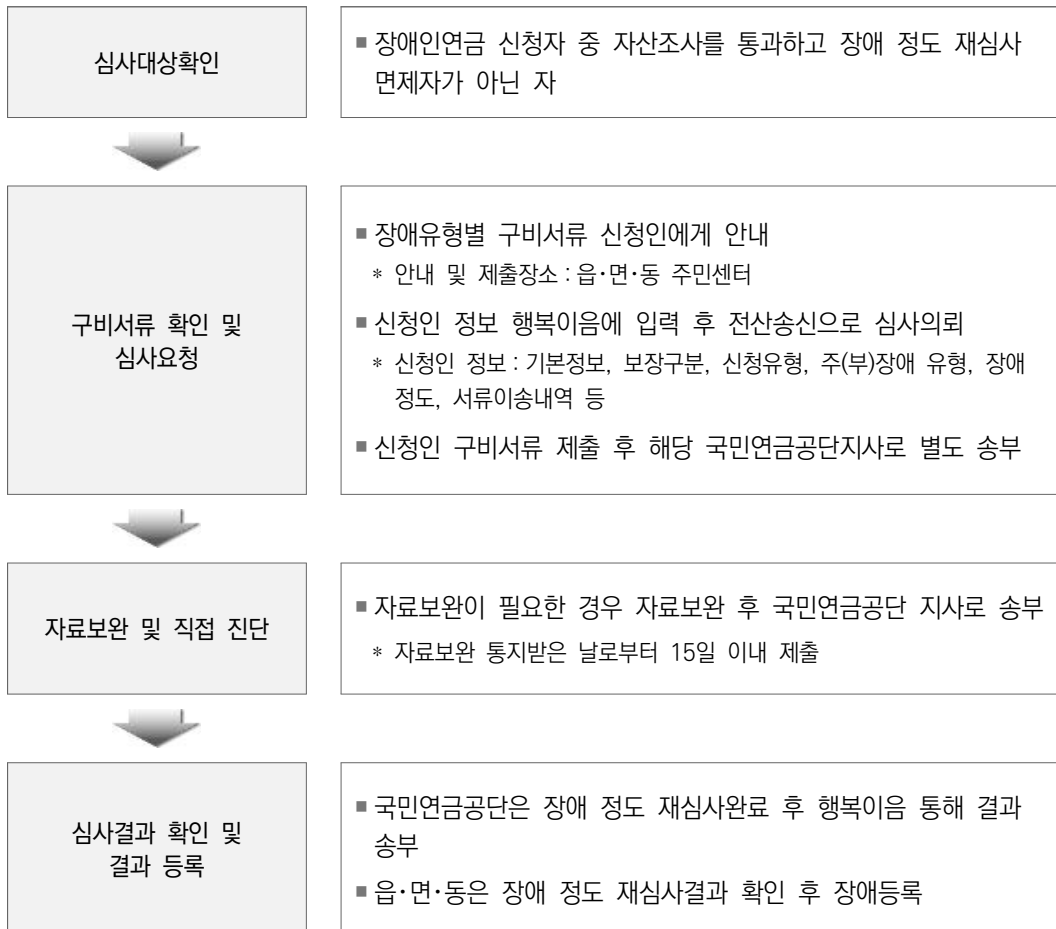 심사대상확인
■ 장애인연금 신청자 중 자산조사를 통과하고 장애 정도 재심사
면제자가 아닌 자
구비서류 확인 및
심사요청
■ 장애유형별 구비서류 신청인에게 안내
* 안내 및 제출장소 : 읍·면·동 주민센터
■ 신청인 정보 행복이음에 입력 후 전산송신으로 심사의뢰
* 신청인 정보 : 기본정보, 보장구분, 신청유형, 주(부)장애 유형, 장애
정도, 서류이송내역 등
■ 신청인 구비서류 제출 후 해당 국민연금공단지사로 별도 송부
자료보완 및 직접 진단
■ 자료보완이 필요한 경우 자료보완 후 국민연금공단 지사로 송부
* 자료보완 통지받은 날로부터 15일 이내 제출
심사결과 확인 및
결과 등록
■ 국민연금공단은 장애 정도 재심사완료 후 행복이음 통해 결과
송부
■ 읍·면·동은 장애 정도 재심사결과 확인 후 장애등록